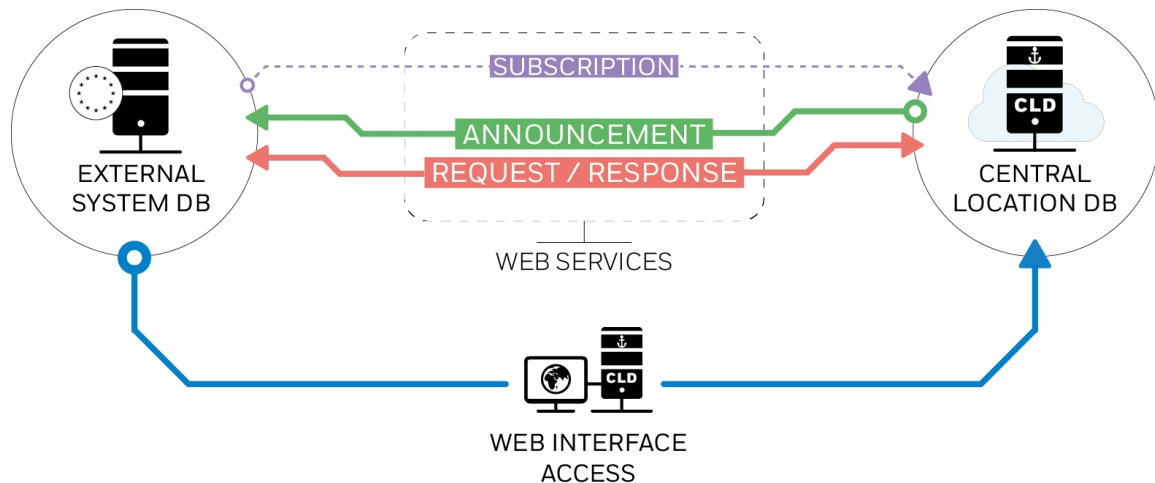 SUBSCRIPTION
ANNOUNCEMENT
REQUEST / RESPONSE
WEB SERVICES
EXTERNAL
SYSTEM DB
CLD
CENTRAL
LOCATION DB
CLD
WEB INTERFACE
ACCESS